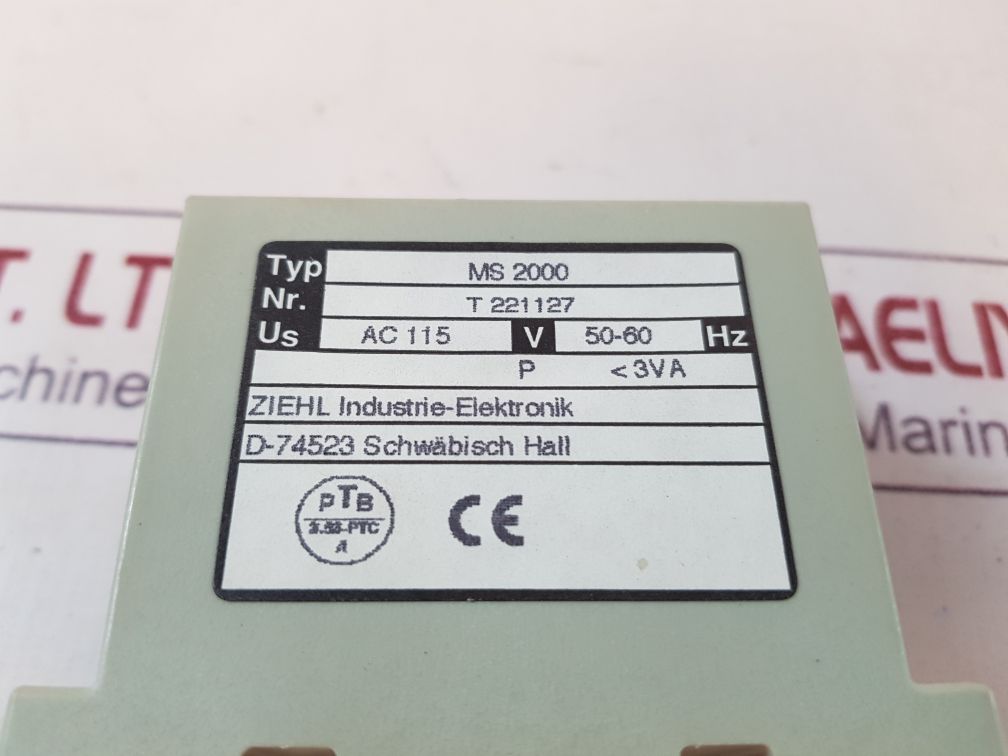 Typ MS 2000
Nr. T 221127
Us AC 115 V 50-60 Hz
P < 3VA
ZIEHL Industrie-Elektronik
D-74523 Schwäbisch Hall
PTB
3.53-PTC
A
CE
T. LT
chine
AELIY
Marin